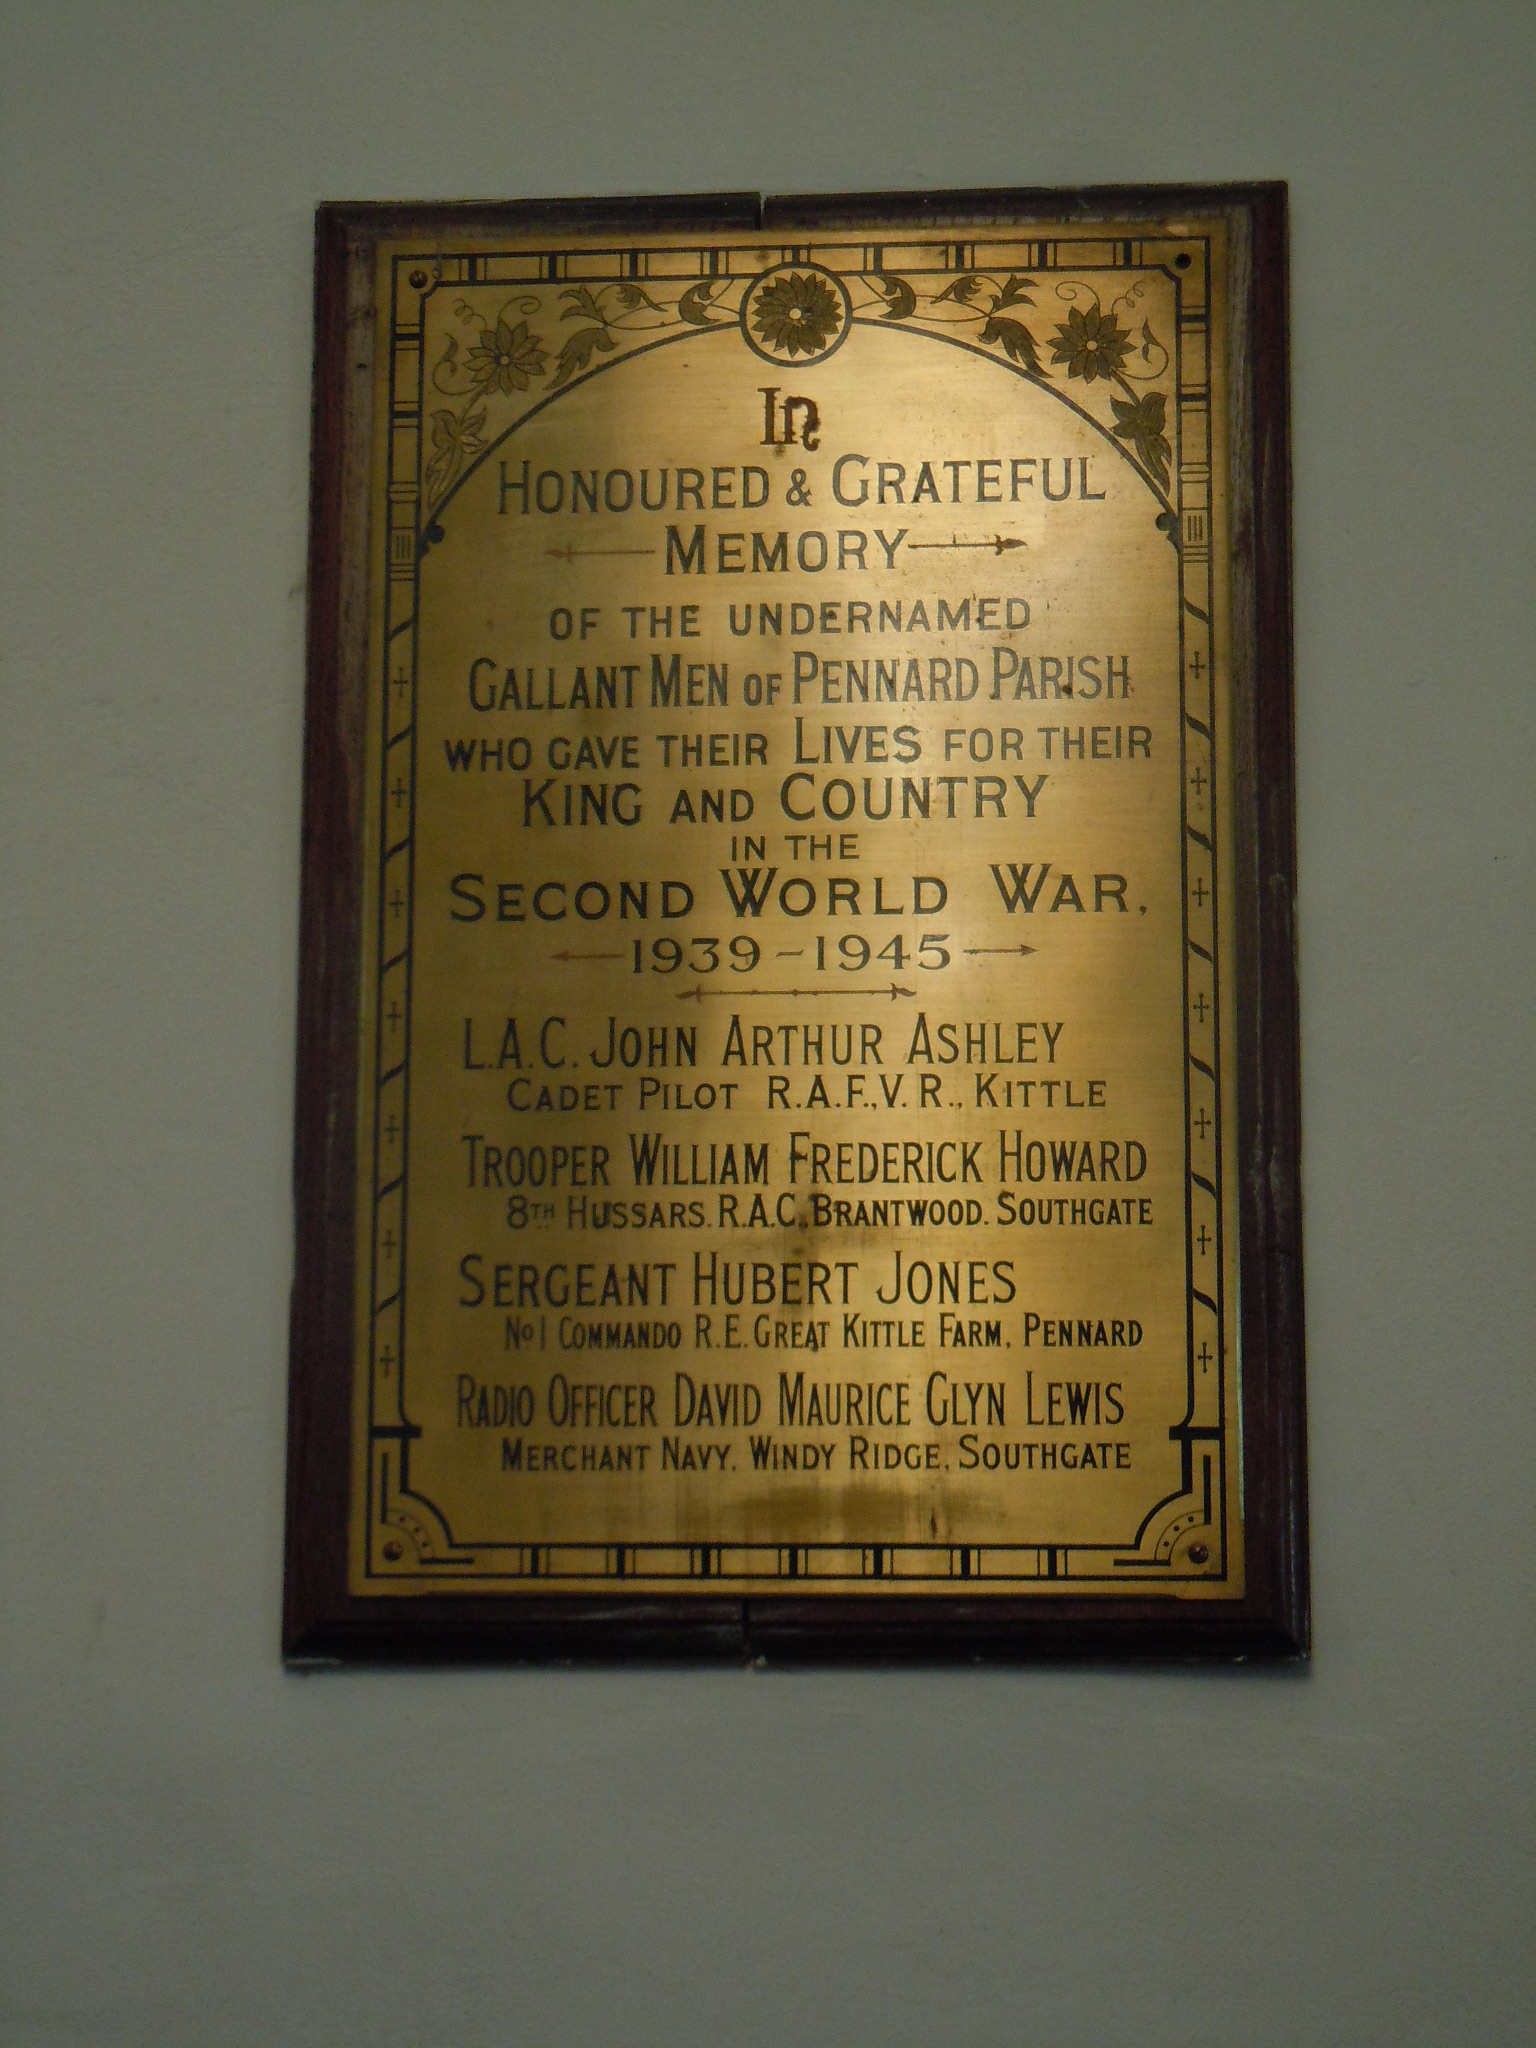 In
HONOURED & GRATEFUL
MEMORY
OF THE UNDERNAMED
GALLANT MEN OF PENNARD PARISH
WHO GAVE THEIR LIVES FOR THEIR
KING AND COUNTRY
IN THE
SECOND WORLD WAR,
1939-1945
L.A.C. JOHN ARTHUR ASHLEY
CADET PILOT R.A.F.,V.R., KITTLE
TROOPER WILLIAM FREDERICK HOWARD
8TH HUSSARS. R.A.C., BRANTWOOD. SOUTHGATE
SERGEANT HUBERT JONES
No 1 COMMANDO R.E. GREAT KITTLE FARM, PENNARD
RADIO OFFICER DAVID MAURICE GLYN LEWIS
MERCHANT NAVY. WINDY RIDGE, SOUTHGATE